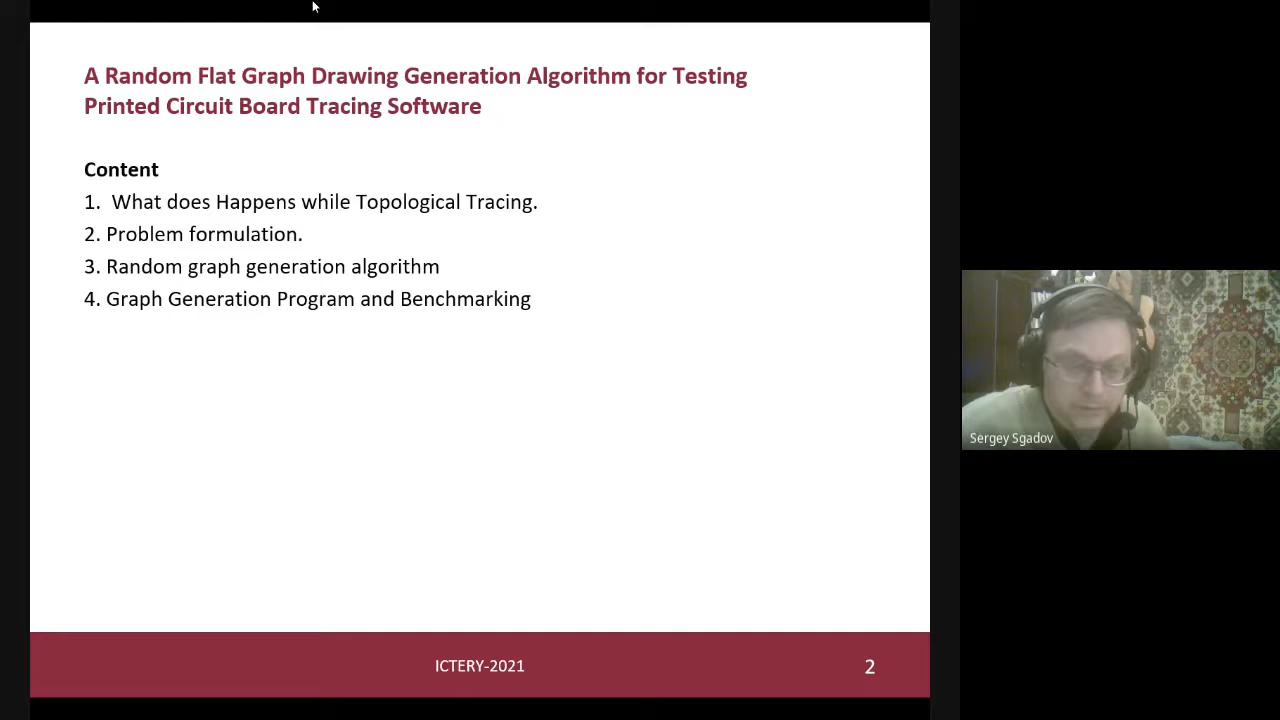 A Random Flat Graph Drawing Generation Algorithm for Testing
Printed Circuit Board Tracing Software
Content
1. What does Happens while Topological Tracing.
2. Problem formulation.
3. Random graph generation algorithm
4. Graph Generation Program and Benchmarking
ICTERY-2021
2
Sergey Sgadov